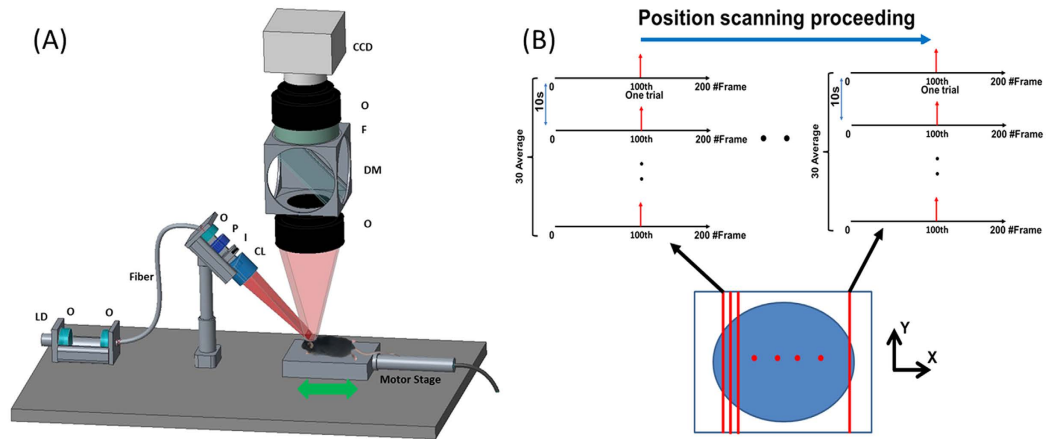 (A)
CCD
O
F
DM
O
O
P
I
CL
Fiber
LD
O
O
Motor Stage
(B)
Position scanning proceeding
30 Average
10s
0
100th
200
#Frame
One trial
0
100th
200
#Frame
0
100th
200 #Frame
30 Average
10s
0
100th
200 #Frame
One trial
0
100th
200 #Frame
0
100th
200 #Frame
Y
X